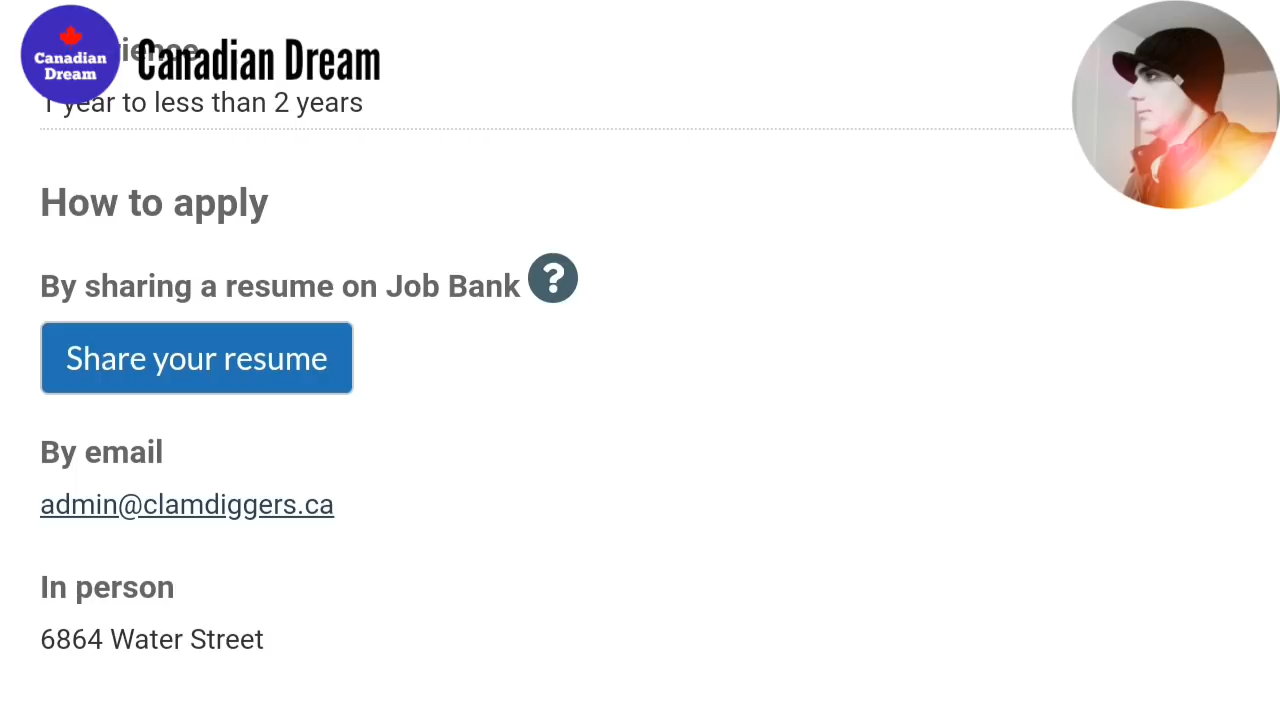 Canadian
Dream
Canadian Dream
1 year to less than 2 years
How to apply
By sharing a resume on Job Bank
?
Share your resume
By email
admin@clamdiggers.ca
In person
6864 Water Street